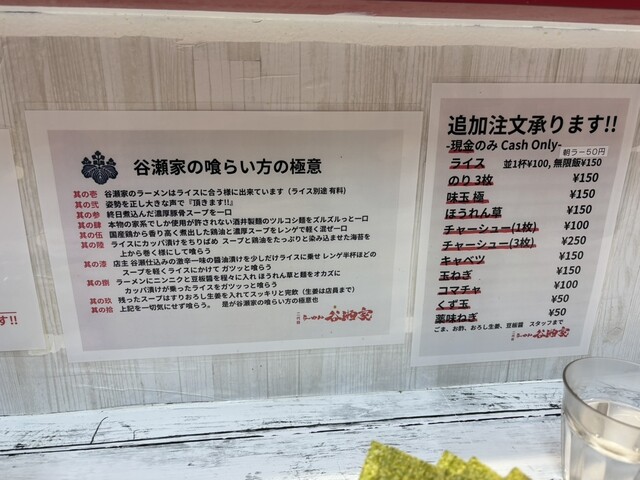 谷瀬家の喰らい方の極意
其の壱 谷瀬家のラーメンはライスに合う様に出来ています（ライス別途 有料）
其の弐 姿勢を正し大きな声で『頂きます!!』
其の参 終日煮込んだ濃厚豚骨スープを一口
其の肆 本物の家系でしか使用が許されない酒井製麺のツルコシ麺をズルズルっと一口
其の伍 国産鶏から香り高く煮出した鶏油と濃厚スープをレンゲで軽く混ぜ一口
其の陸 ライスにカッパ漬けをちりばめ スープと鶏油をたっぷりと染み込ませた海苔を
上から巻く様にして喰らう
其の漆 店主 谷瀬仕込みの激辛一味の醤油漬けを少しだけライスに乗せ レンゲ半杯ほどの
スープを軽くライスにかけて ガツッと喰らう
其の捌 ラーメンにニンニクと豆板醤を程々に入れ ほうれん草と麺をオカズに
カッパ漬けが乗ったライスをガツッっと喰らう
其の玖 残ったスープはすりおろし生姜を入れてスッキリと完飲（生姜は店員まで）
其の拾 上記を一切気にせず喰らう。 是が谷瀬家の喰らい方の極意也
らーめん 谷瀬家
す!!
追加注文承ります!!
-現金のみ Cash Only-
朝ラー50円
ライス 並1杯¥100, 無限飯¥150
のり 3枚 ¥150
味玉 極 ¥150
ほうれん草 ¥150
チャーシュー(1枚) ¥100
チャーシュー(3枚) ¥250
キャベツ ¥150
玉ねぎ ¥150
コマチャ ¥100
くず玉 ¥50
薬味ねぎ ¥50
ごま、お酢、おろし生姜、豆板醤 スタッフまで
らーめん 谷瀬家